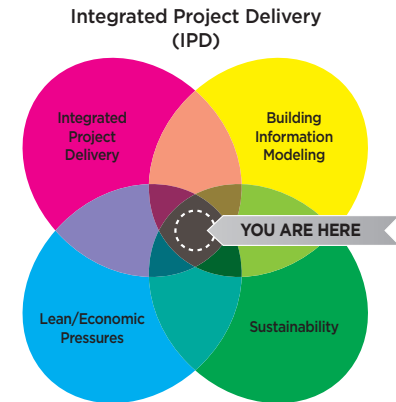 Integrated Project Delivery
(IPD)
Integrated
Project
Delivery
Building
Information
Modeling
YOU ARE HERE
Lean/Economic
Pressures
Sustainability